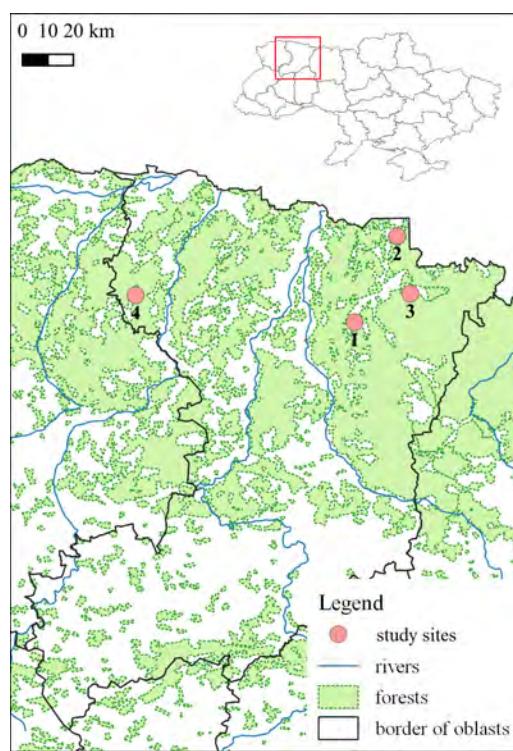 0 10 20 km
2
4
3
1
Legend
study sites
rivers
forests
border of oblasts